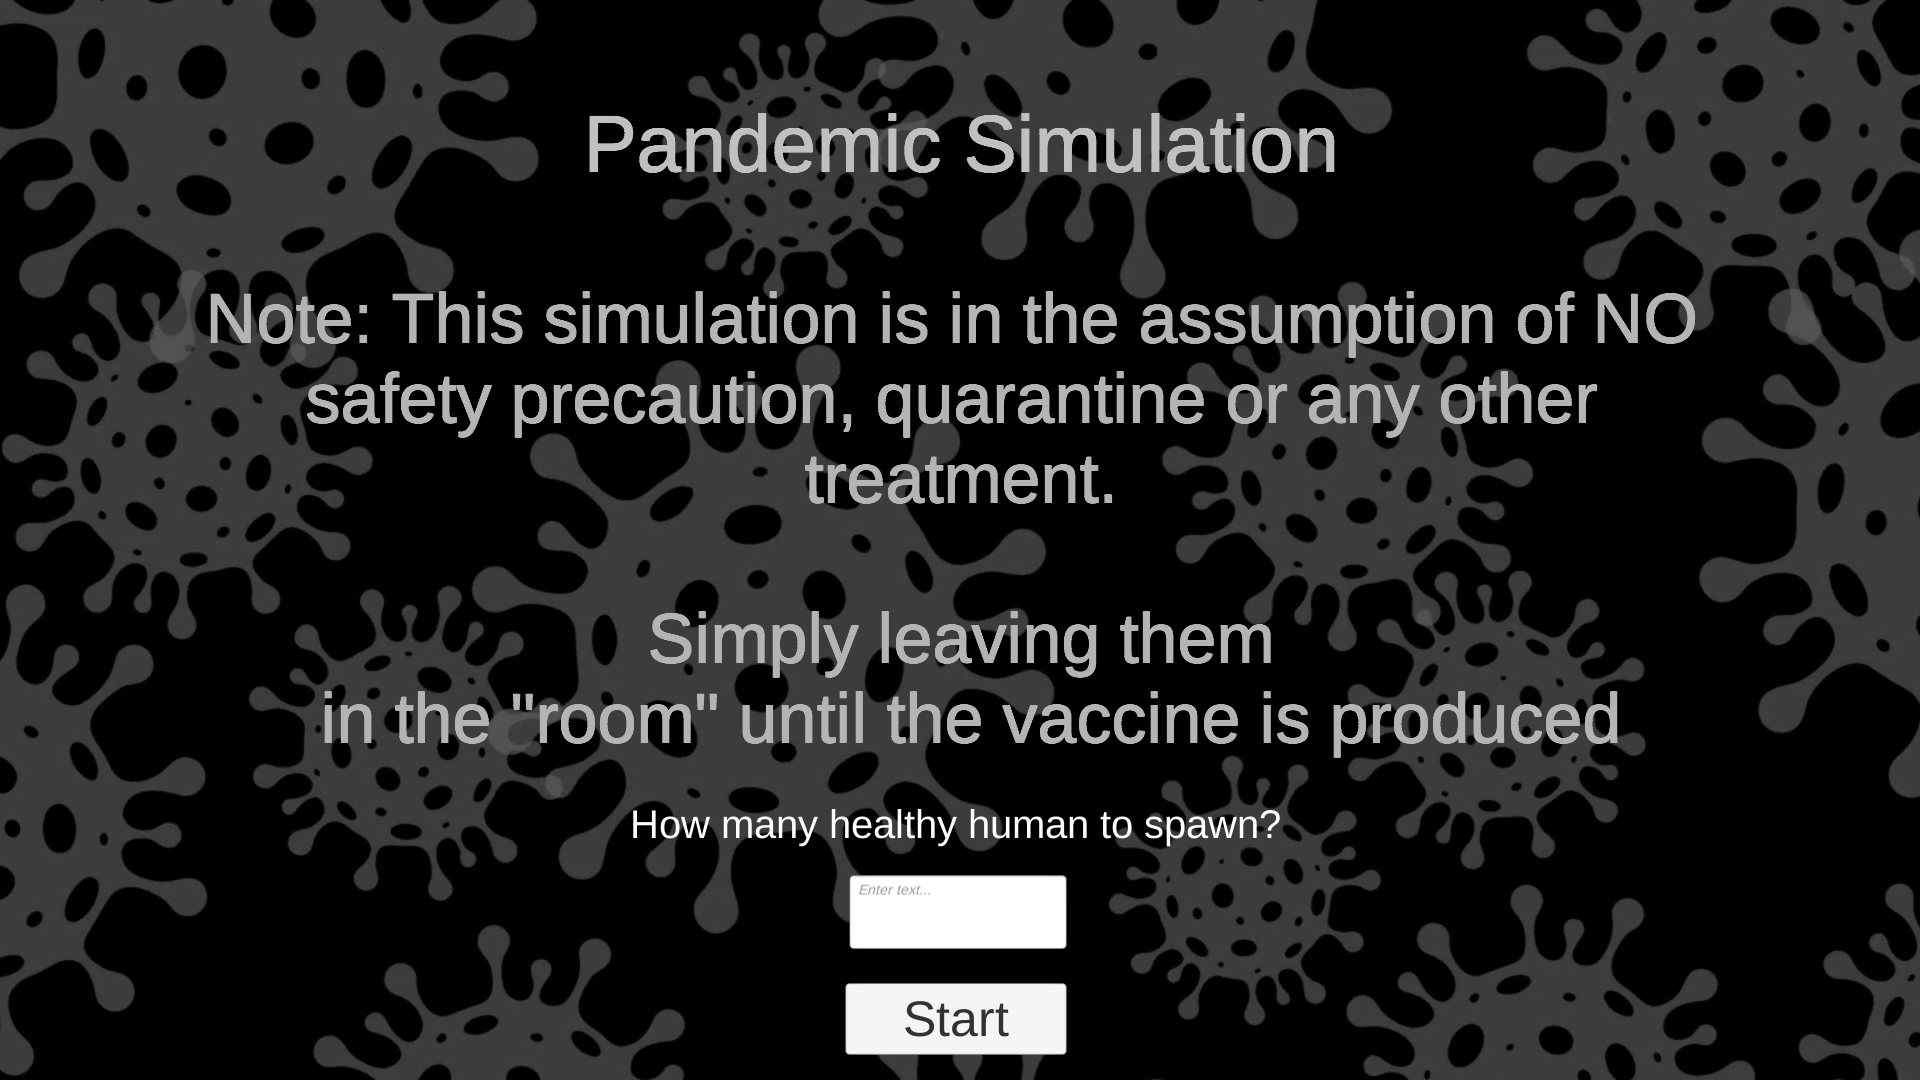 Pandemic Simulation
Note: This simulation is in the assumption of NO
safety precaution, quarantine or any other
treatment.
Simply leaving them
in the "room" until the vaccine is produced
How many healthy human to spawn?
Enter text...
Start